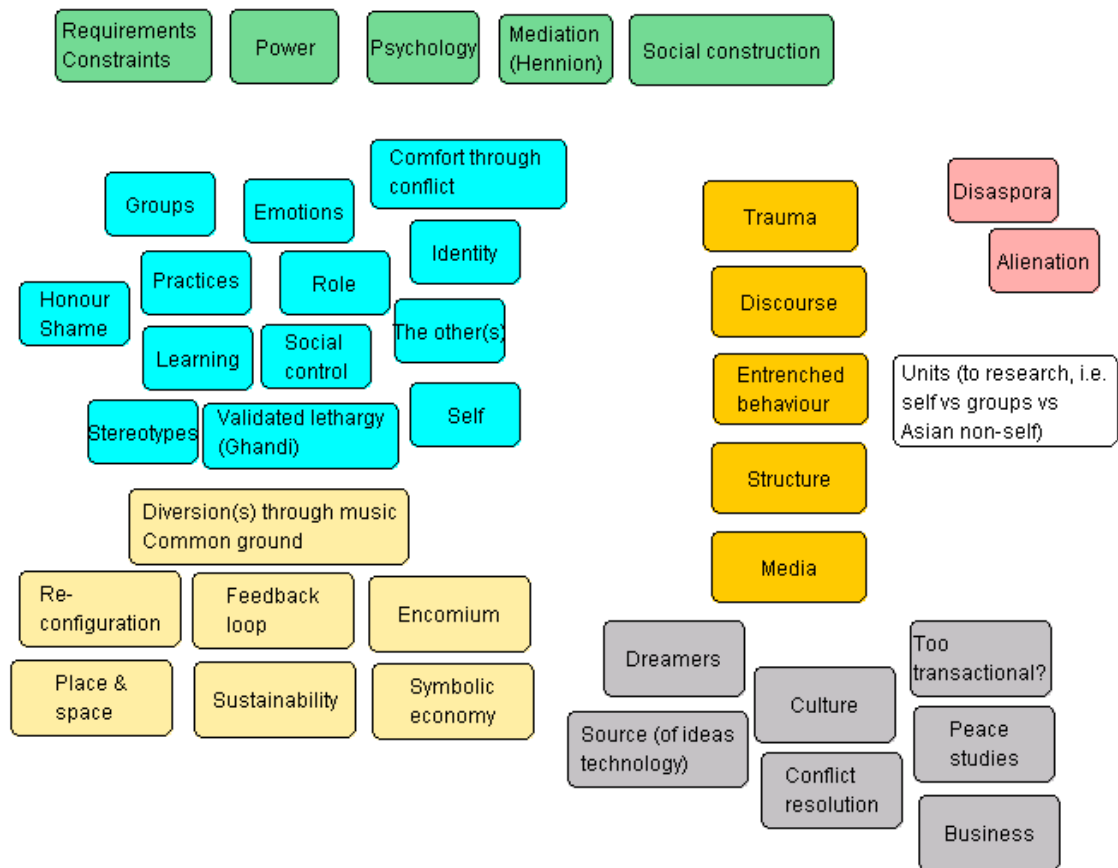 Requirements
Constraints
Power
Psychology
Mediation
(Hennion)
Social construction
Comfort through
conflict
Groups
Emotions
Identity
Practices
Role
Honour
Shame
The other(s)
Learning
Social
control
Stereotypes
Validated lethargy
(Ghandi)
Self
Trauma
Discourse
Entrenched
behaviour
Structure
Media
Disaspora
Alienation
Units (to research, i.e.
self vs groups vs
Asian non-self)
Diversion(s) through music
Common ground
Re-
configuration
Feedback
loop
Encomium
Place &
space
Sustainability
Symbolic
economy
Dreamers
Culture
Too
transactional?
Source (of ideas
technology)
Conflict
resolution
Peace
studies
Business